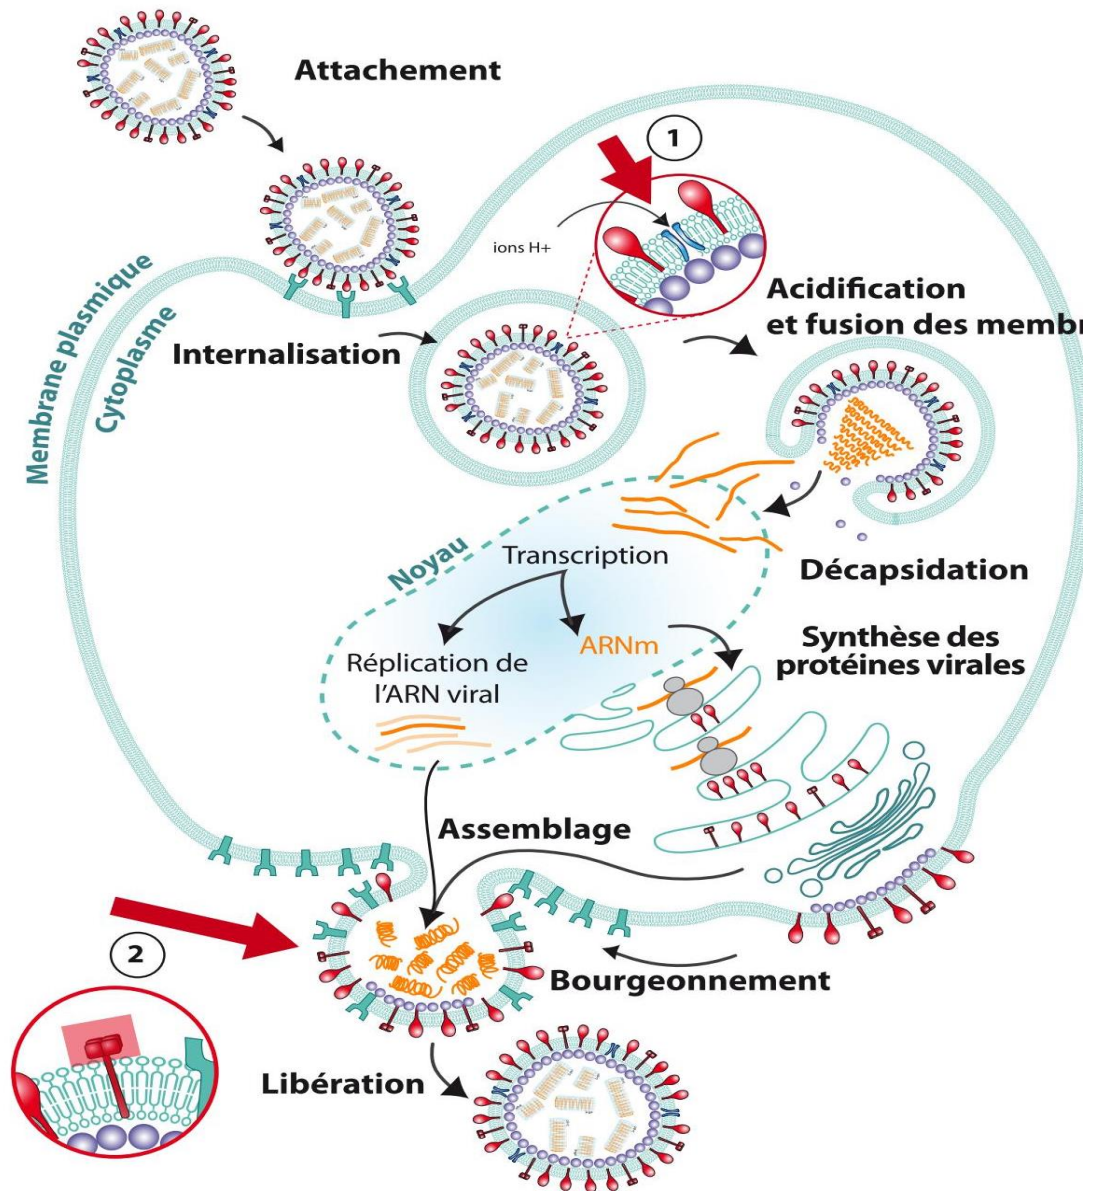 Attachement
1
ions H+
Acidification
et fusion des membr
Membrane plasmique
Cytoplasme
Internalisation
Noyau
Transcription
Décapsidation
ARNm
Synthèse des
protéines virales
Réplication de
l'ARN viral
Assemblage
2
Bourgeonnement
Libération